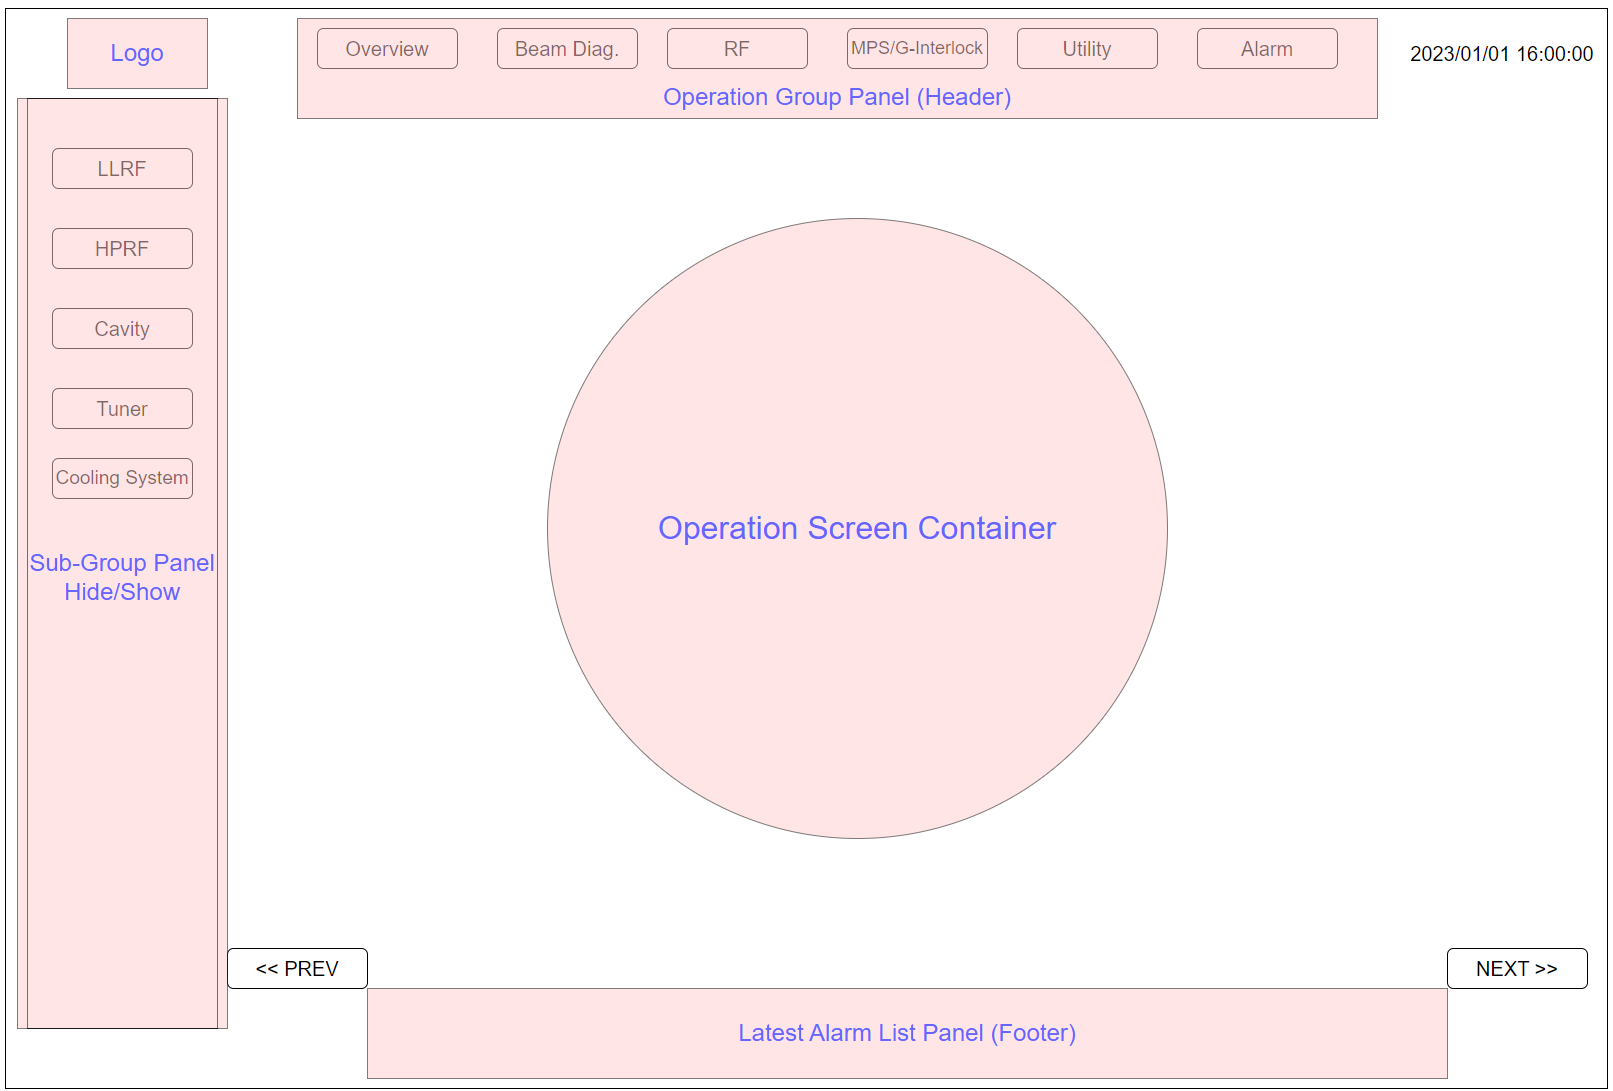 Logo
Overview
Beam Diag.
RF
MPS/G-Interlock
Utility
Alarm
2023/01/01 16:00:00
Operation Group Panel (Header)
LLRF
HPRF
Cavity
Tuner
Cooling System
Sub-Group Panel
Hide/Show
Operation Screen Container
<< PREV
NEXT >>
Latest Alarm List Panel (Footer)